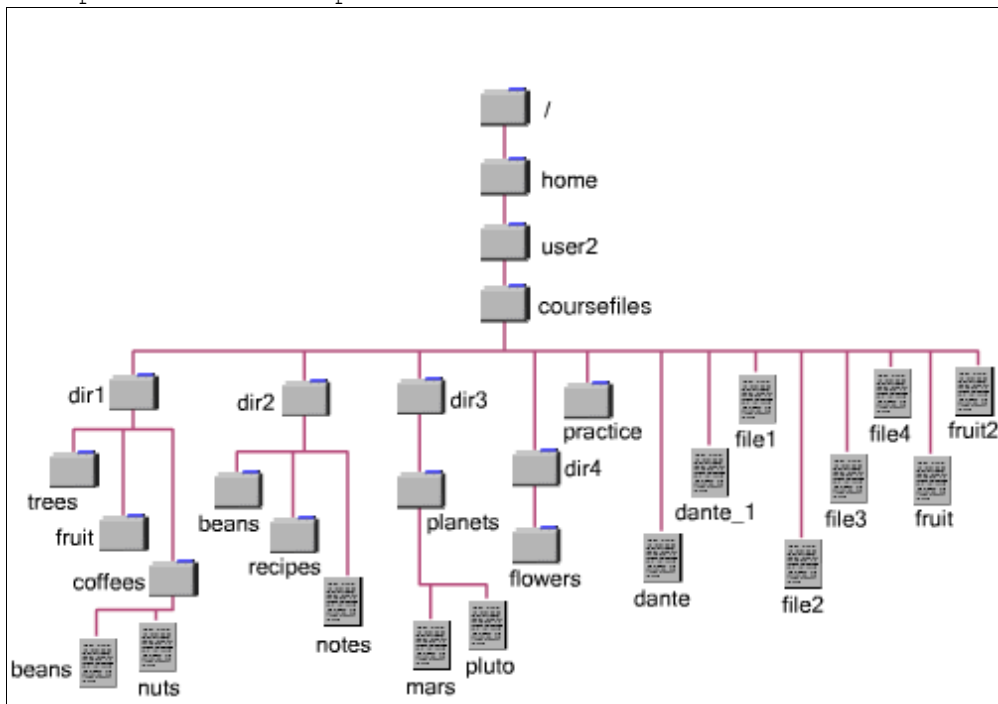 /
home
user2
coursefiles
dir1
dir2
dir3
dir4
practice
trees
fruit
coffees
beans
nuts
beans
recipes
notes
planets
mars
pluto
flowers
dante
dante_1
file1
file2
file3
file4
fruit
fruit2